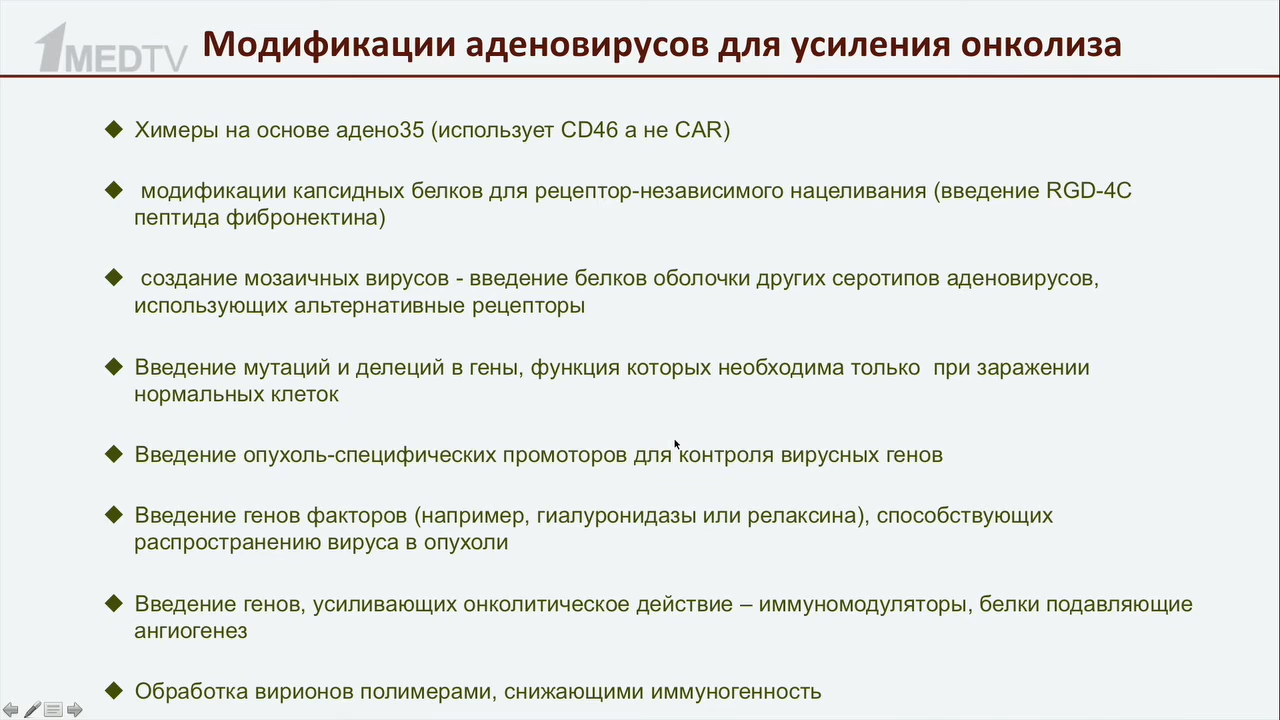 1MEDTV
Модификации аденовирусов для усиления онколиза
Химеры на основе адено35 (использует CD46 а не CAR)
модификации капсидных белков для рецептор-независимого нацеливания (введение RGD-4C
пептида фибронектина)
создание мозаичных вирусов - введение белков оболочки других серотипов аденовирусов,
использующих альтернативные рецепторы
Введение мутаций и делеций в гены, функция которых необходима только при заражении
нормальных клеток
Введение опухоль-специфических промоторов для контроля вирусных генов
Введение генов факторов (например, гиалуронидазы или релаксина), способствующих
распространению вируса в опухоли
Введение генов, усиливающих онколитическое действие – иммуномодуляторы, белки подавляющие
ангиогенез
Обработка вирионов полимерами, снижающими иммуногенность